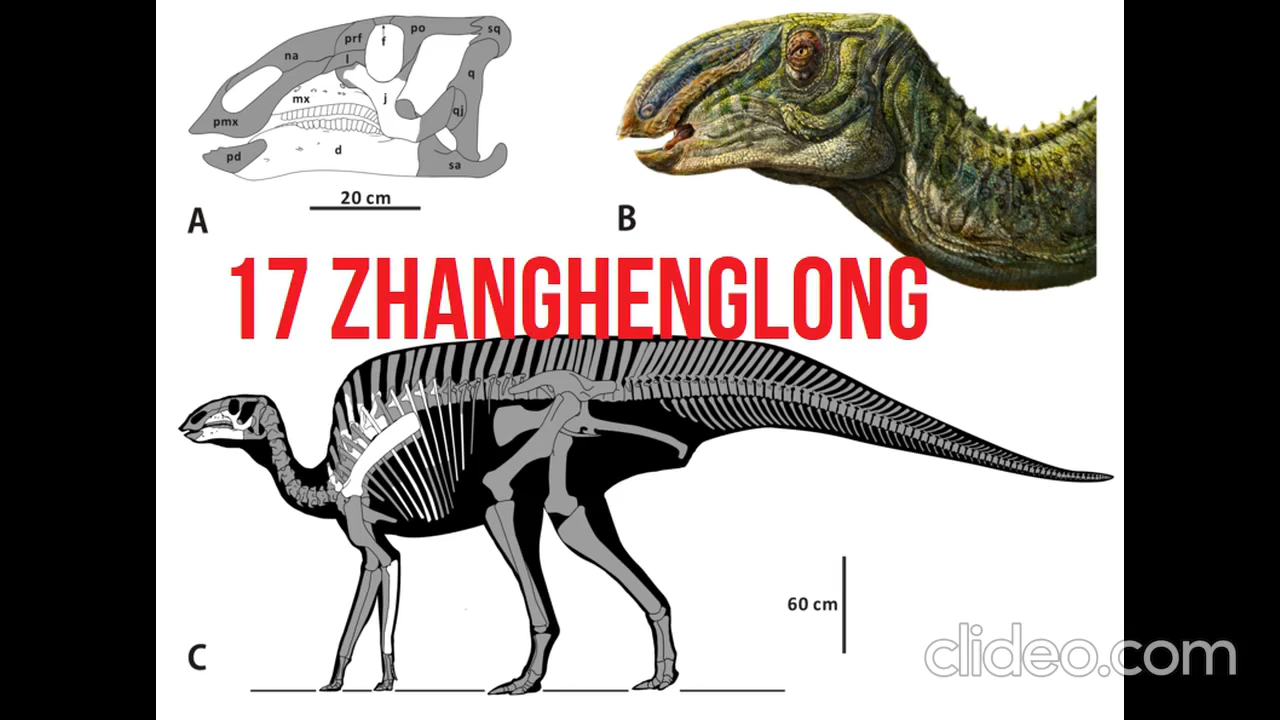 na
prf
f
po
sq
l
q
mx
j
qj
pmx
pd
d
sa
20 cm
A
B
17 ZHANGHENGLONG
60 cm
C
clideo.com